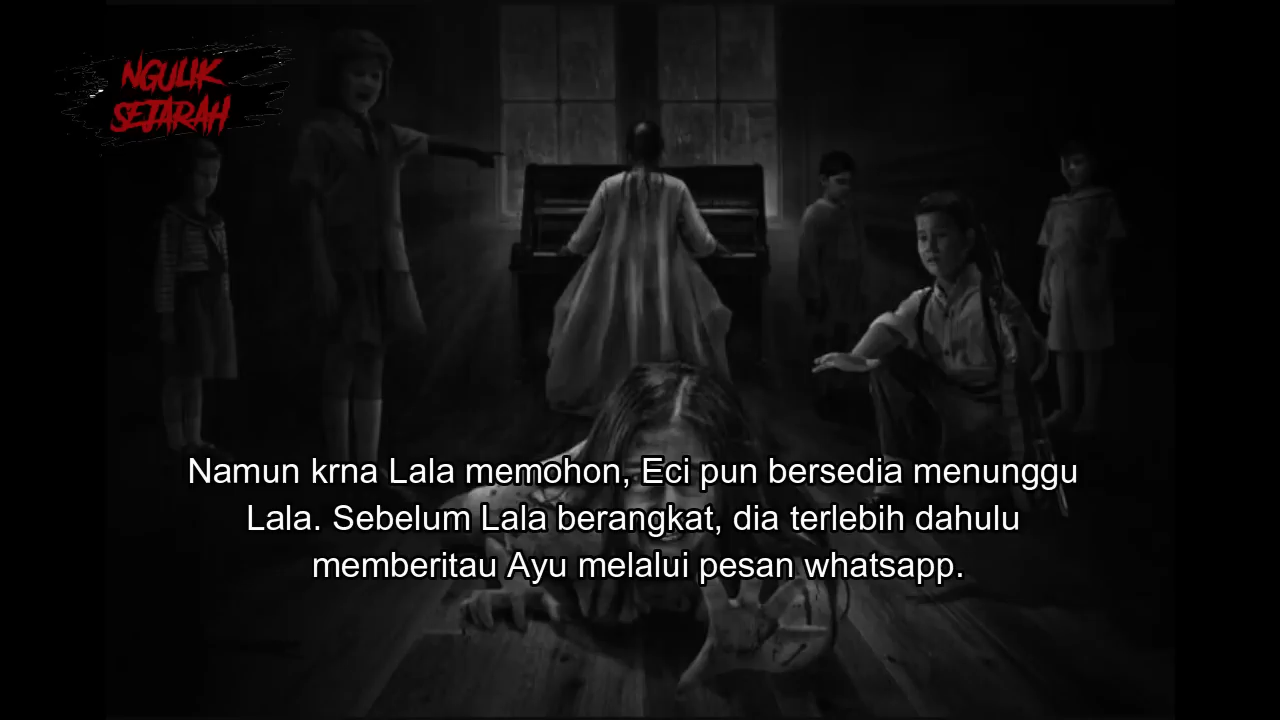 NGULIK
SEJARAH
Namun krna Lala memohon, Eci pun bersedia menunggu
Lala. Sebelum Lala berangkat, dia terlebih dahulu
memberitau Ayu melalui pesan whatsapp.